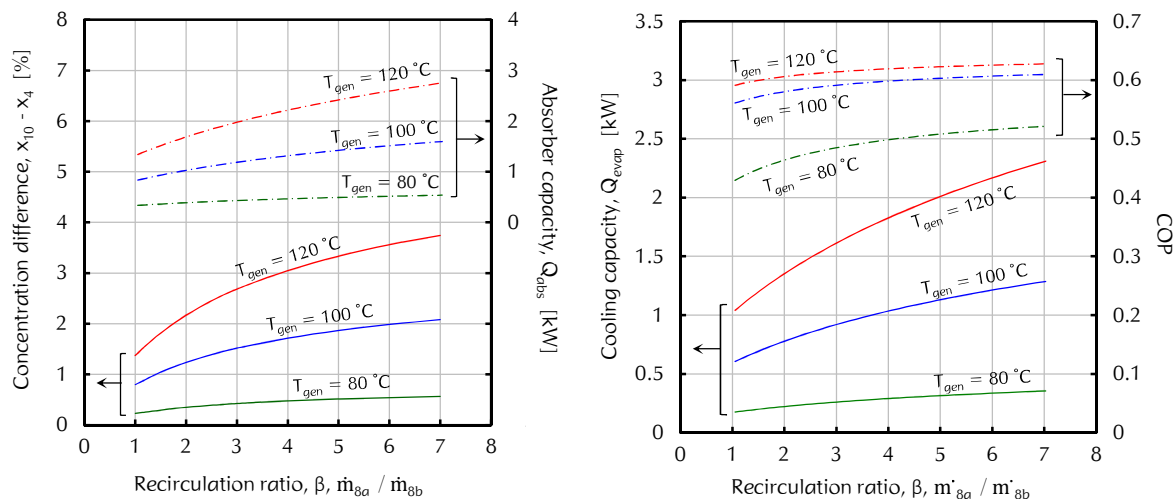 Concentration difference, x10 - x4 [%]
8
7
6
5
4
3
2
1
0
0 1 2 3 4 5 6 7 8
Recirculation ratio, β, ṁ8a / ṁ8b
4
3
2
1
0
Absorber capacity, Qabs [kW]
Tgen = 120 °C
Tgen = 100 °C
Tgen = 80 °C
Tgen = 120 °C
Tgen = 100 °C
Tgen = 80 °C
Cooling capacity, Qevap [kW]
3.5
3
2.5
2
1.5
1
0.5
0
0 1 2 3 4 5 6 7 8
Recirculation ratio, β, m˙8a / m˙8b
0.7
0.6
0.5
0.4
0.3
0.2
0.1
0
COP
Tgen = 120 °C
Tgen = 100 °C
Tgen = 80 °C
Tgen = 120 °C
Tgen = 100 °C
Tgen = 80 °C